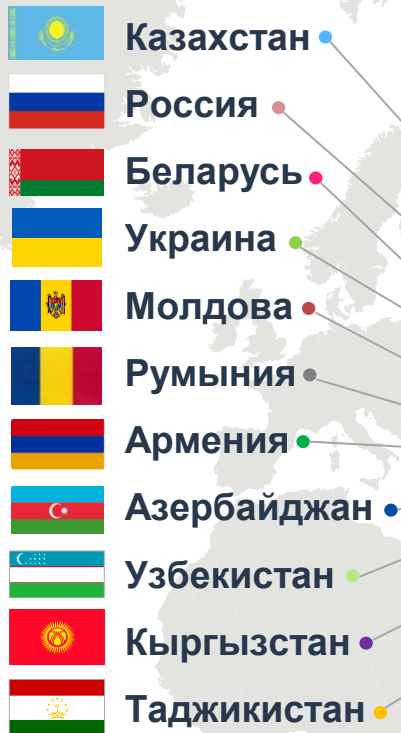 Казахстан
Россия
Беларусь
Украина
Молдова
Румыния
Армения
Азербайджан
Узбекистан
Кыргызстан
Таджикистан